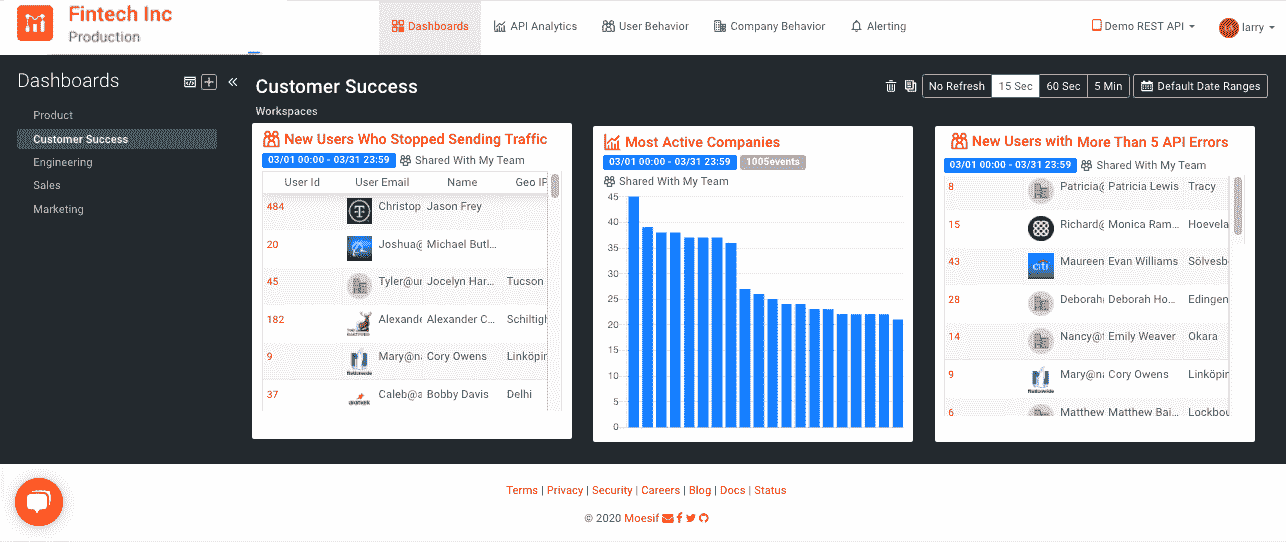 Fintech Inc
Production
Dashboards API Analytics User Behavior Company Behavior Alerting Demo REST API larry
Dashboards
Product
Customer Success
Engineering
Sales
Marketing
Customer Success
No Refresh 15 Sec 60 Sec 5 Min Default Date Ranges
Workspaces
New Users Who Stopped Sending Traffic
03/01 00:00 - 03/31 23:59 Shared With My Team
User Id User Email Name Geo IP
484 Christop Jason Frey
20 Joshua@ Michael Butl...
45 Tyler@ur Jocelyn Har... Tucson
182 Alexande Alexander C... Schiltigh
9 Mary@na Cory Owens Linköpin
Nationwide
37 Caleb@a Bobby Davis Delhi
aramark
Most Active Companies
03/01 00:00 - 03/31 23:59 1005events
Shared With My Team
45
40
35
30
25
20
15
10
5
0
New Users with More Than 5 API Errors
03/01 00:00 - 03/31 23:59 Shared With My Team
8 Patricia@ Patricia Lewis Tracy
15 Richard@ Monica Ram... Hoevela
43 citi Maureen Evan Williams Sölvesb
28 Deborah@ Deborah Ho... Edingen
14 Nancy@t Emily Weaver Okara
9 Mary@na Cory Owens Linköpin
Nationwide
6 Matthew Matthew Bai... Lockbou
Terms | Privacy | Security | Careers | Blog | Docs | Status
© 2020 Moesif